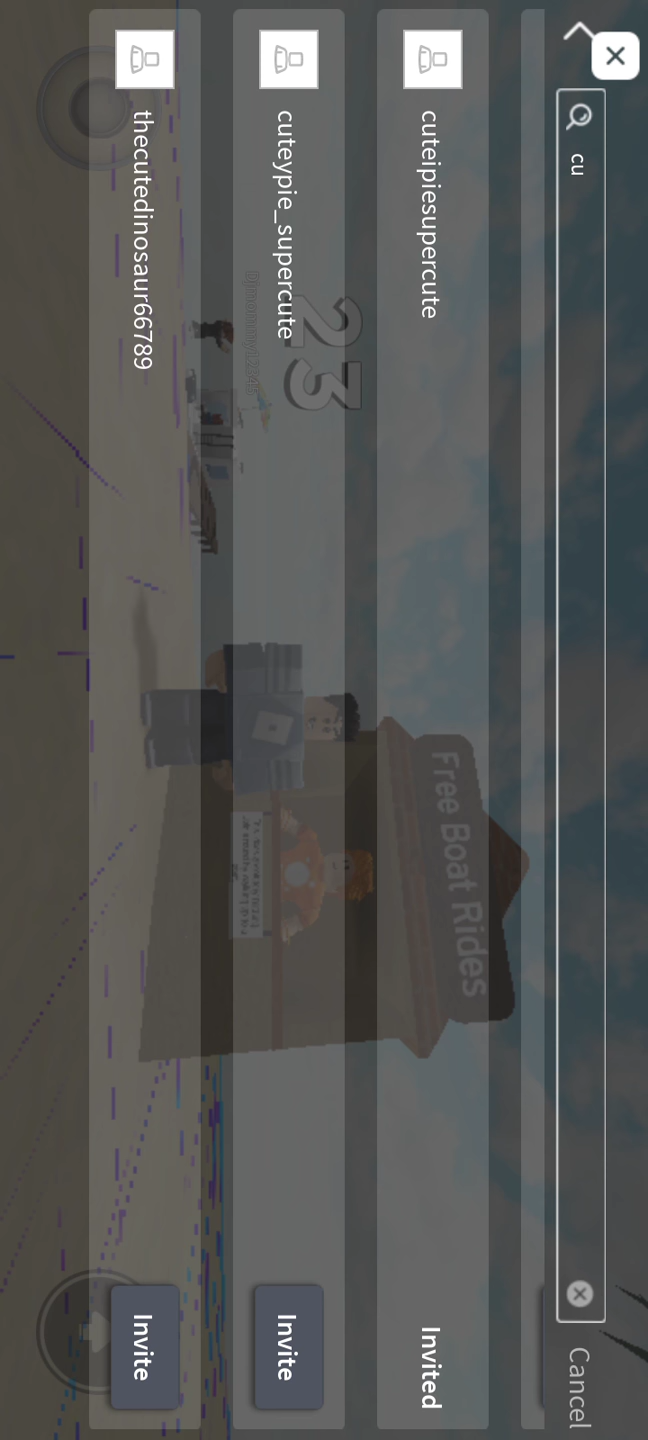 cu
Cancel
cuteipiesupercute
Invited
cuteypie_supercute
Invite
thecutedinosaur66789
Invite
23
Free Boat Rides